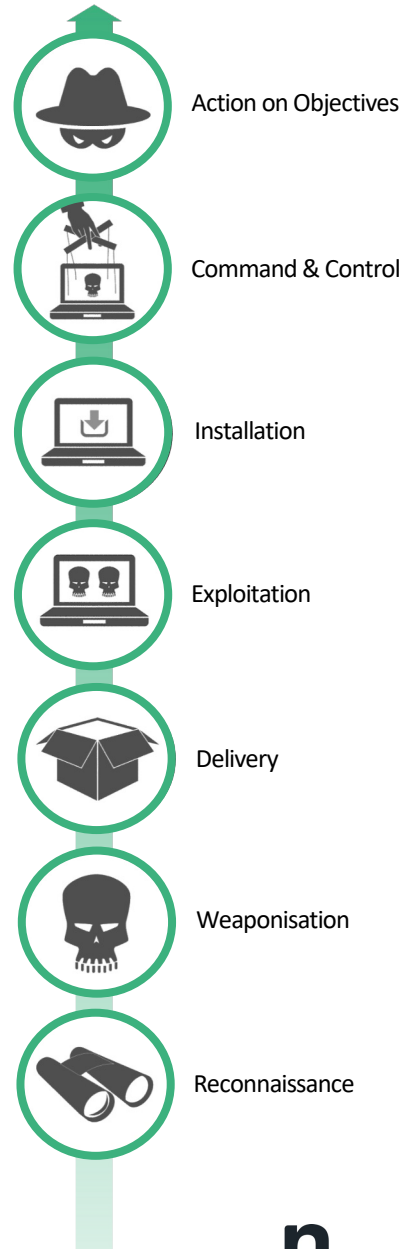 Action on Objectives
Command & Control
Installation
Exploitation
Delivery
Weaponisation
Reconnaissance
n